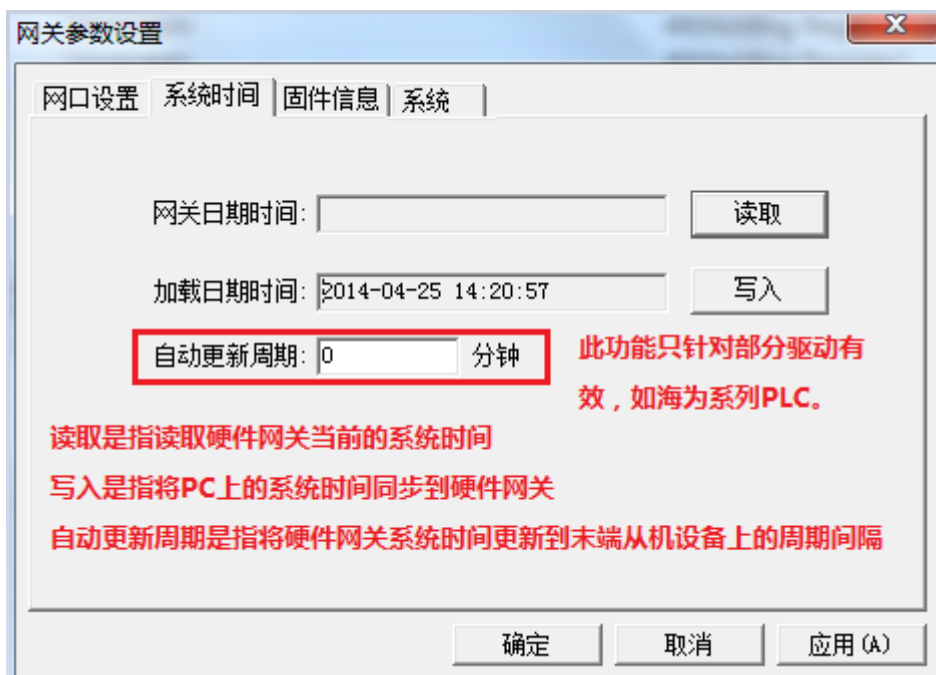 网关参数设置
网口设置 系统时间 固件信息 系统
网关日期时间: 读取
加载日期时间: 2014-04-25 14:20:57 写入
自动更新周期: 0 分钟
此功能只针对部分驱动有
效，如海为系列PLC。
读取是指读取硬件网关当前的系统时间
写入是指将PC上的系统时间同步到硬件网关
自动更新周期是指将硬件网关系统时间更新到末端从机设备上的周期间隔
确定 取消 应用(A)